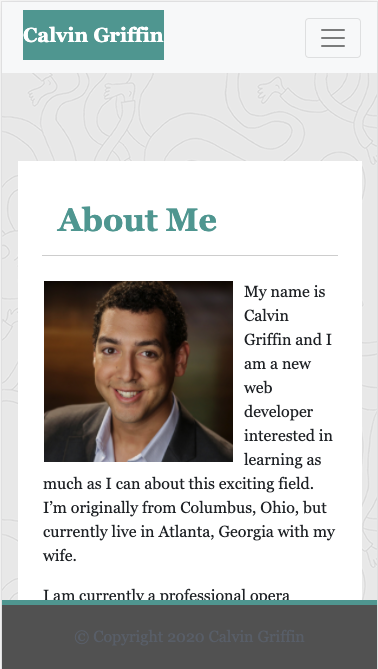 Calvin Griffin
About Me
My name is
Calvin
Griffin and I
am a new
web
developer
interested in
learning as
much as I can about this exciting field.
I’m originally from Columbus, Ohio, but
currently live in Atlanta, Georgia with my
wife.
I am currently a professional opera
© Copyright 2020 Calvin Griffin